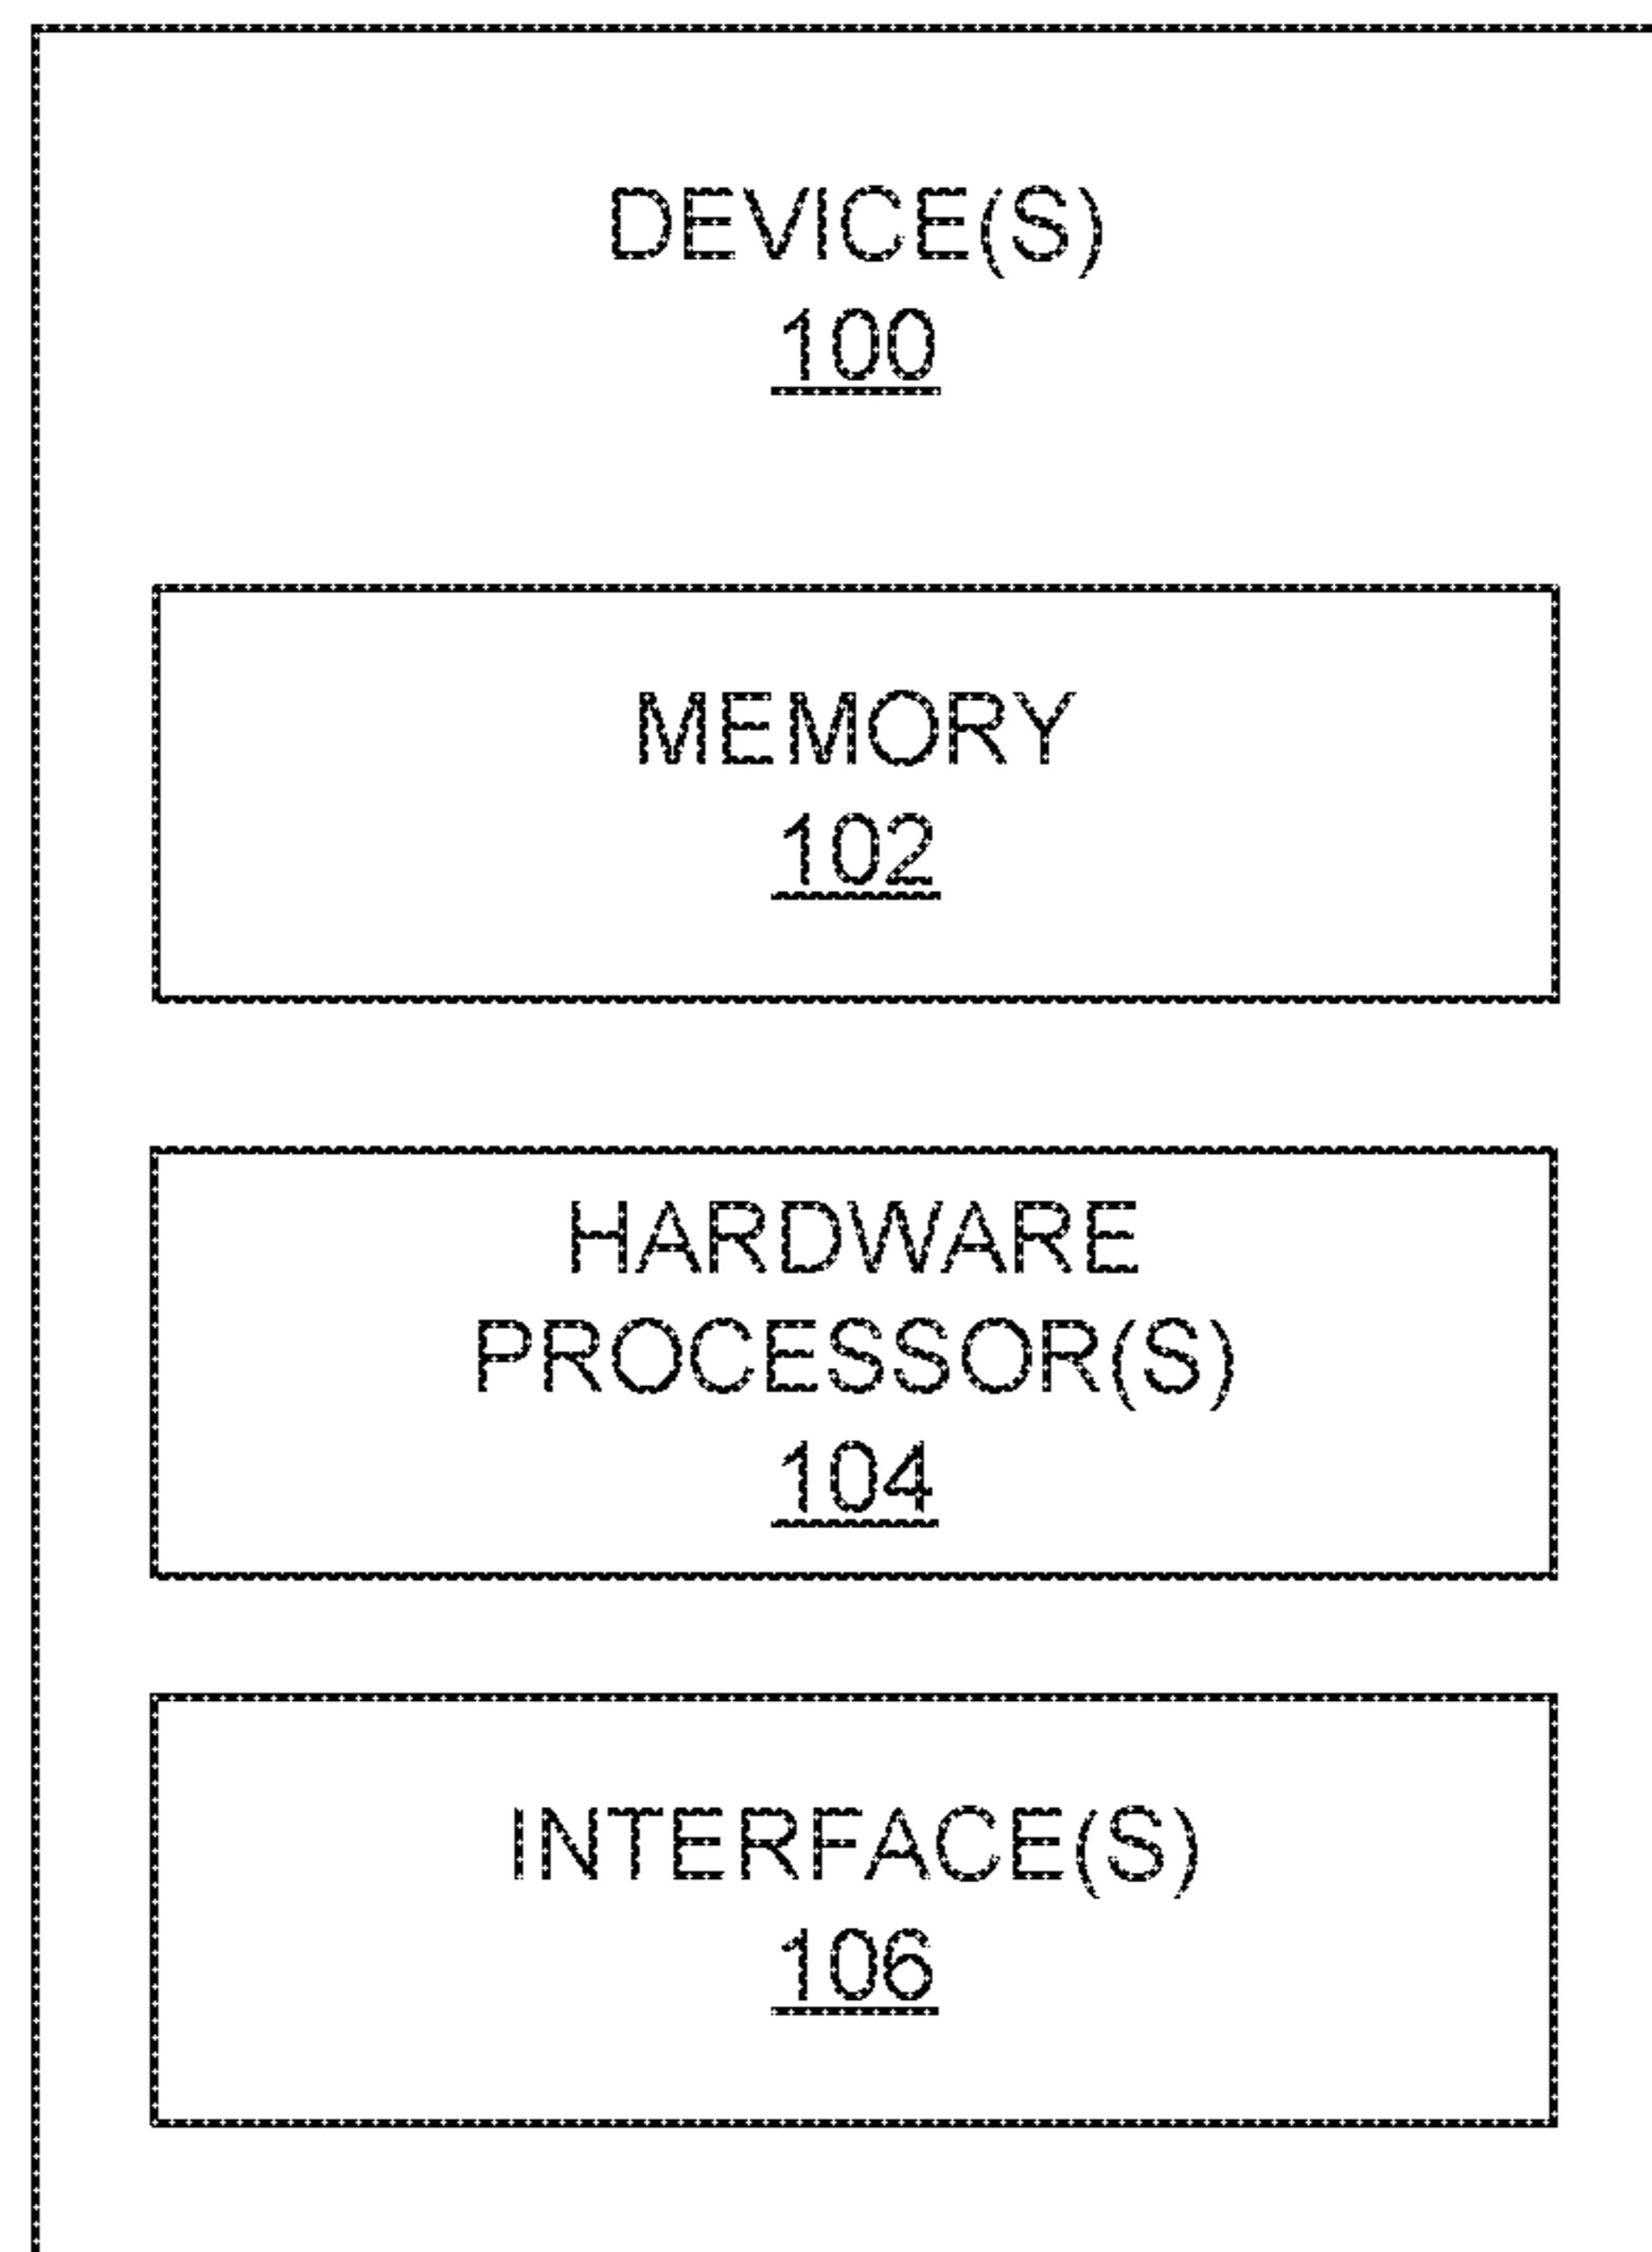 DEVICE(S)
100
MEMORY
102
HARDWARE
PROCESSOR(S)
104
INTERFACE(S)
106